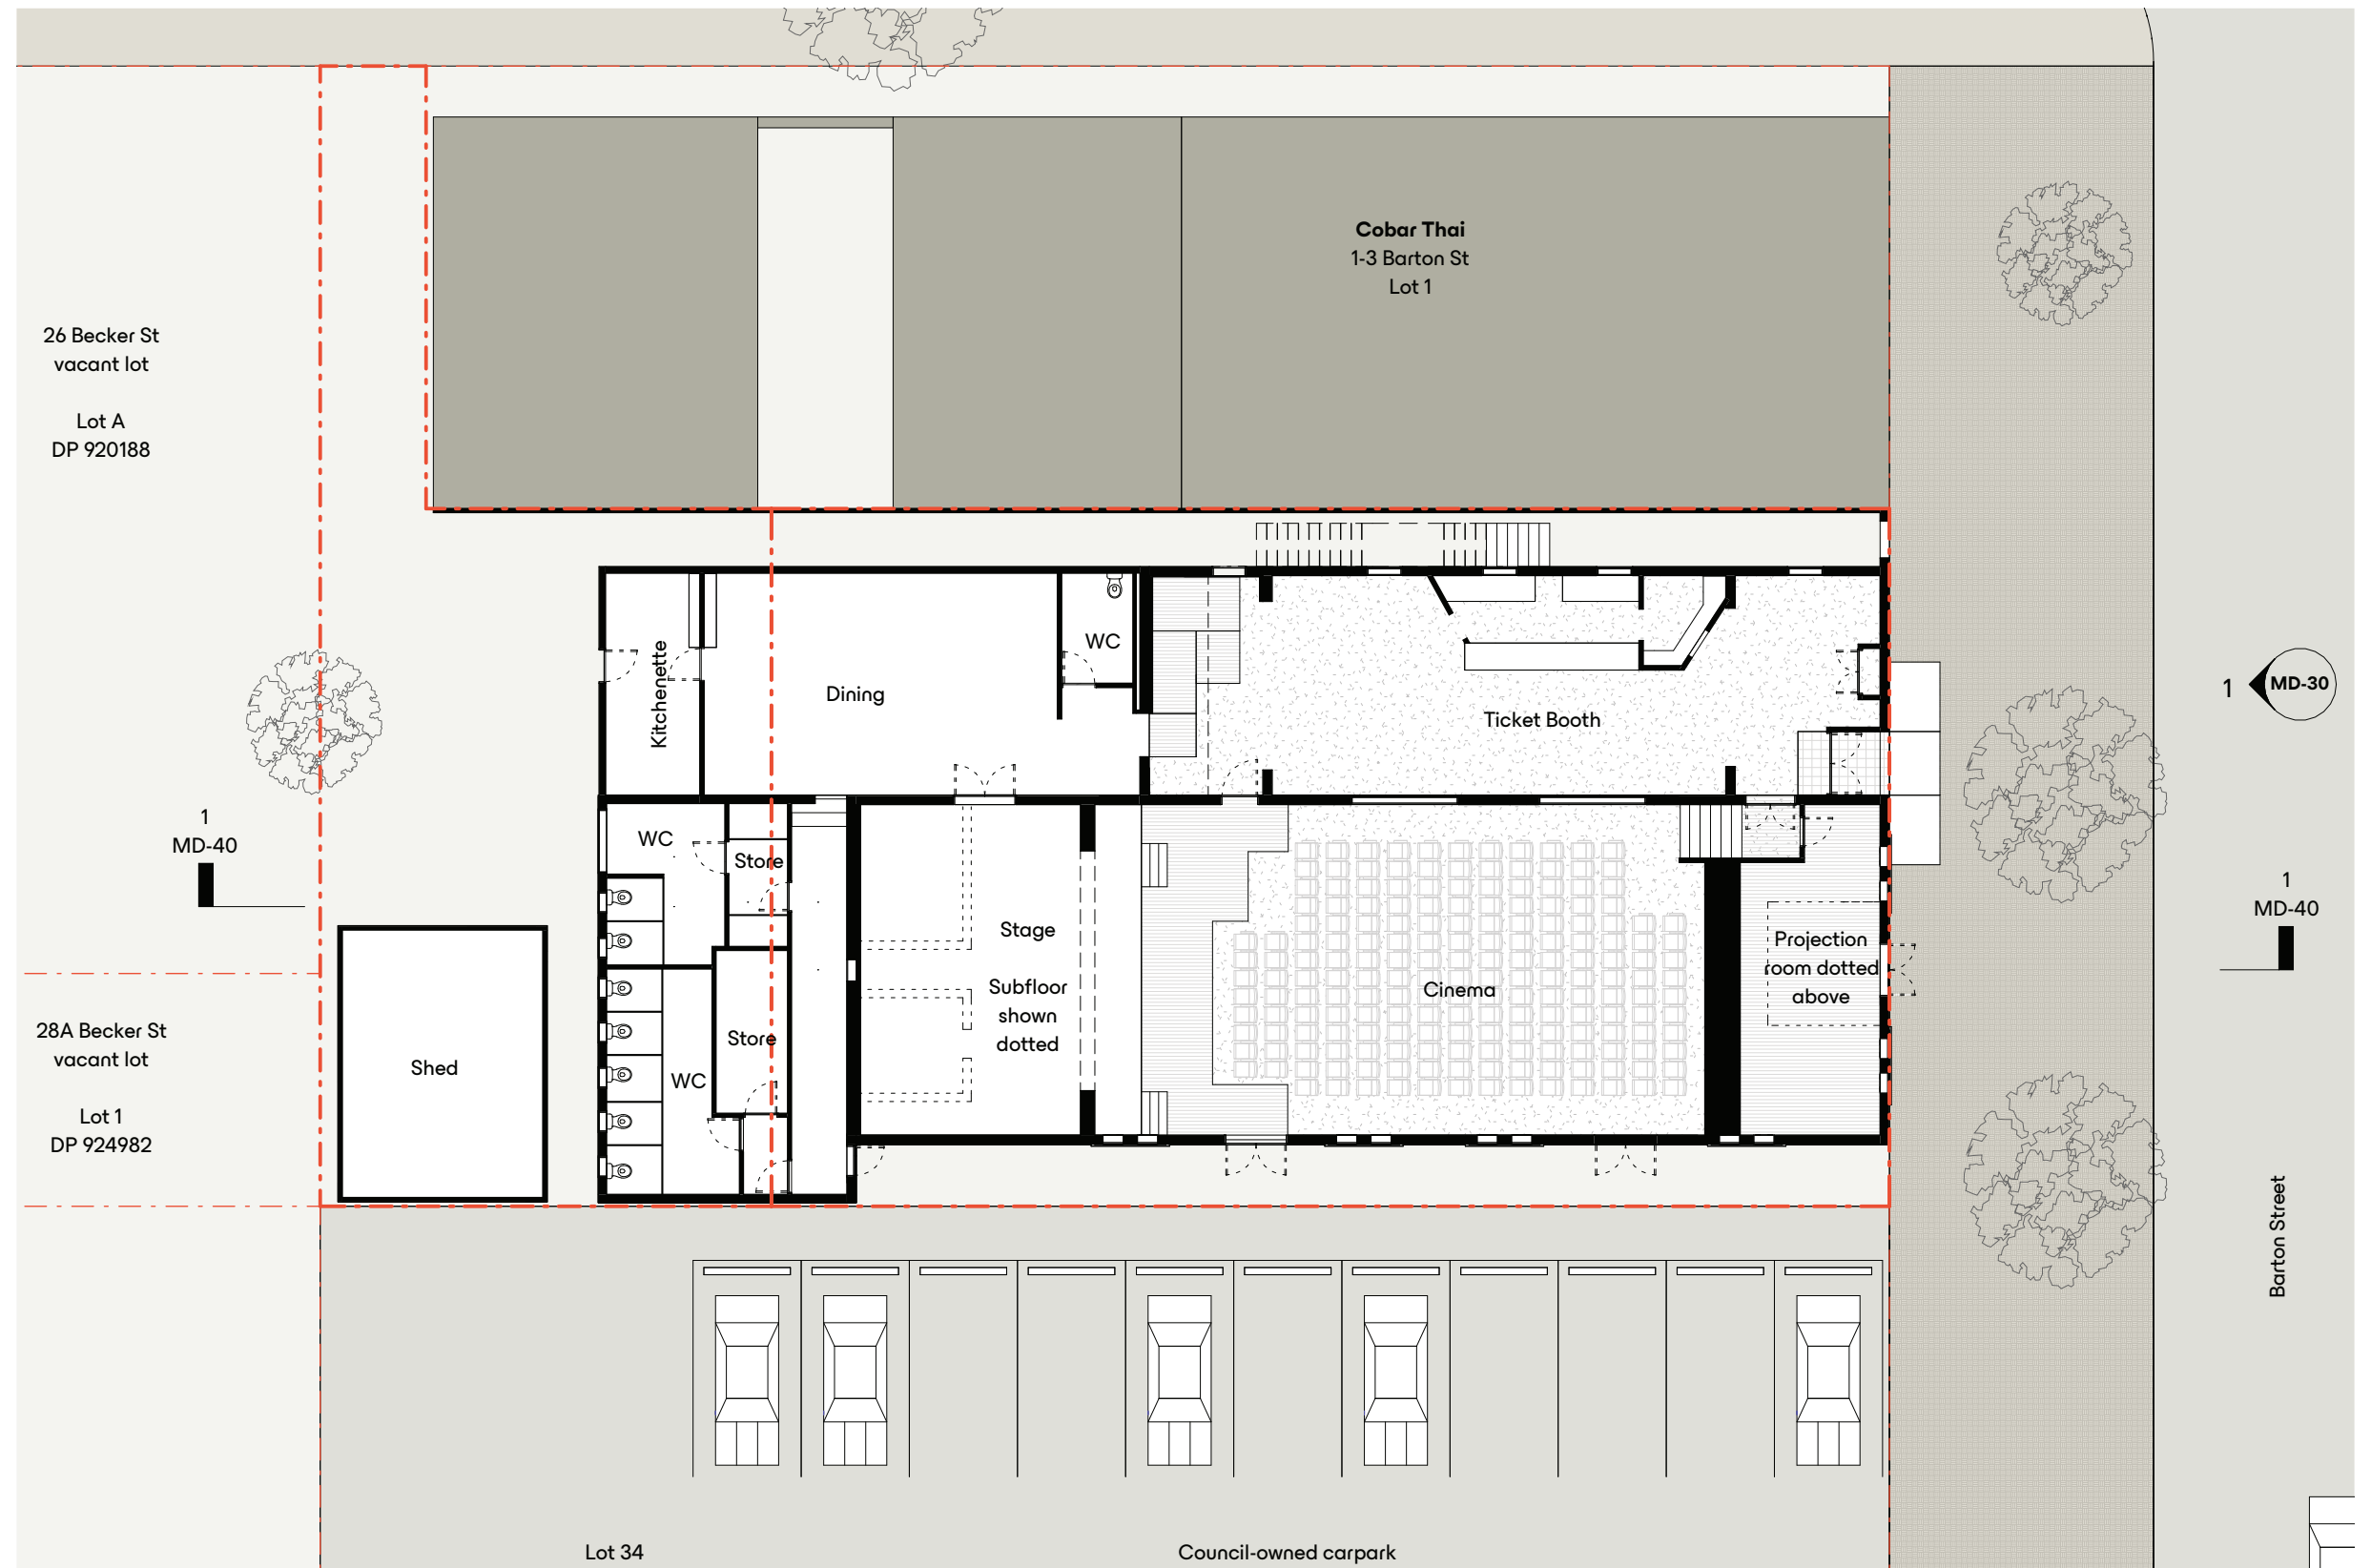 Cobar Thai
1-3 Barton St
Lot 1
26 Becker St
vacant lot
Lot A
DP 920188
Kitchenette
Dining
WC
Ticket Booth
1
MD-30
1
MD-40
WC
Store
Stage
Subfloor
shown
dotted
Cinema
Projection
room dotted
above
1
MD-40
28A Becker St
vacant lot
Lot 1
DP 924982
Shed
Store
WC
Barton Street
Lot 34
Council-owned carpark